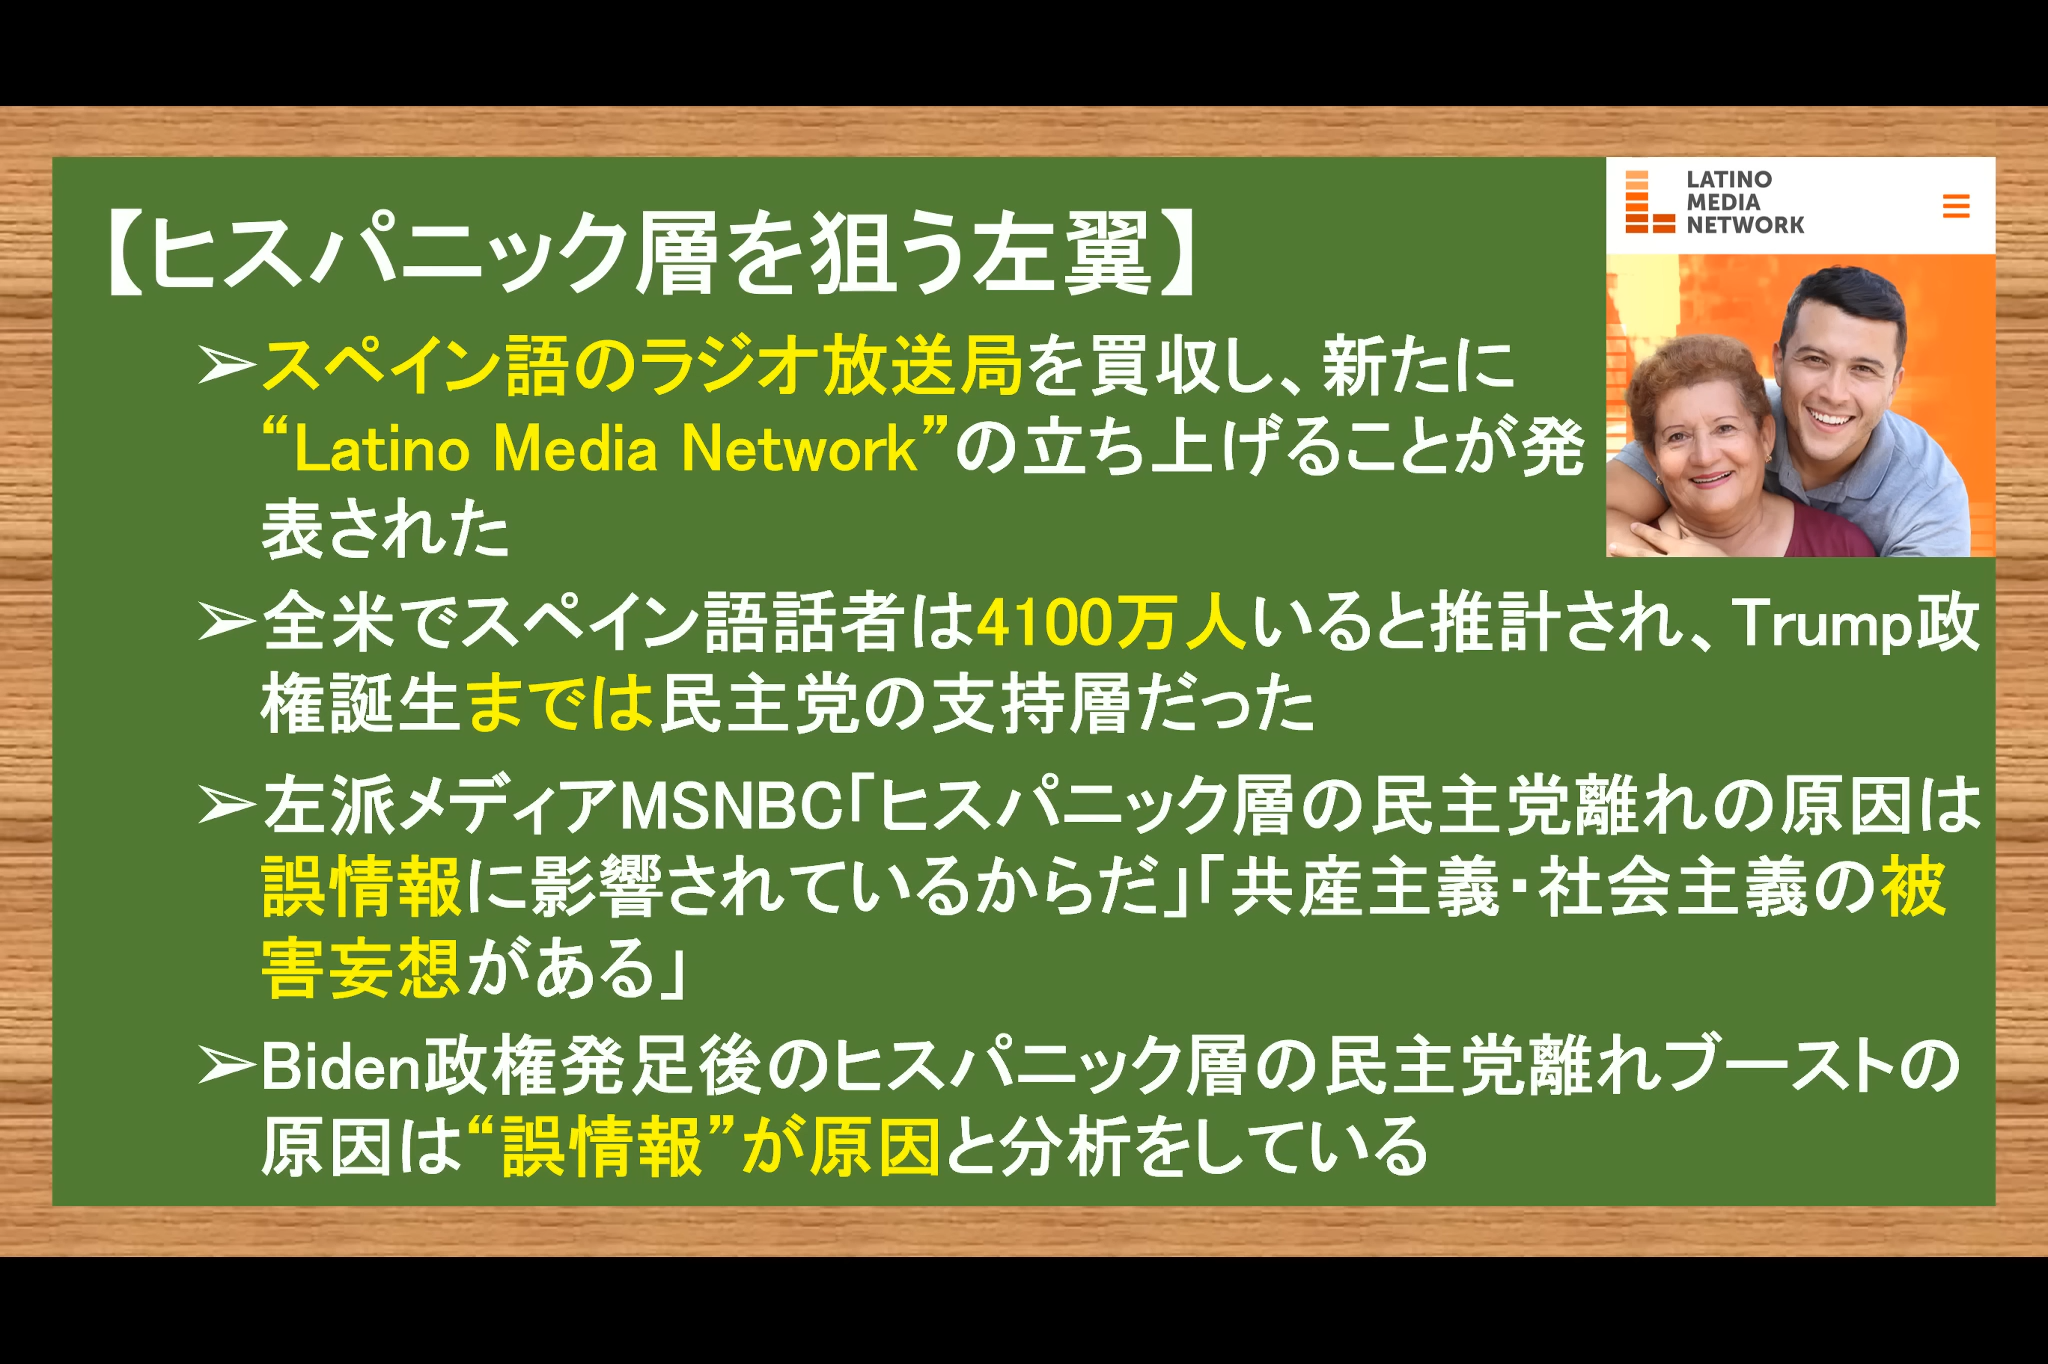 【ヒスパニック層を狙う左翼】
LATINO
MEDIA
NETWORK
➢スペイン語のラジオ放送局を買収し、新たに
“Latino Media Network”の立ち上げることが発
表された
➢全米でスペイン語話者は4100万人いると推計され、Trump政
権誕生までは民主党の支持層だった
➢左派メディアMSNBC「ヒスパニック層の民主党離れの原因は
誤情報に影響されているからだ」「共産主義・社会主義の被
害妄想がある」
➢Biden政権発足後のヒスパニック層の民主党離れブーストの
原因は“誤情報”が原因と分析をしている